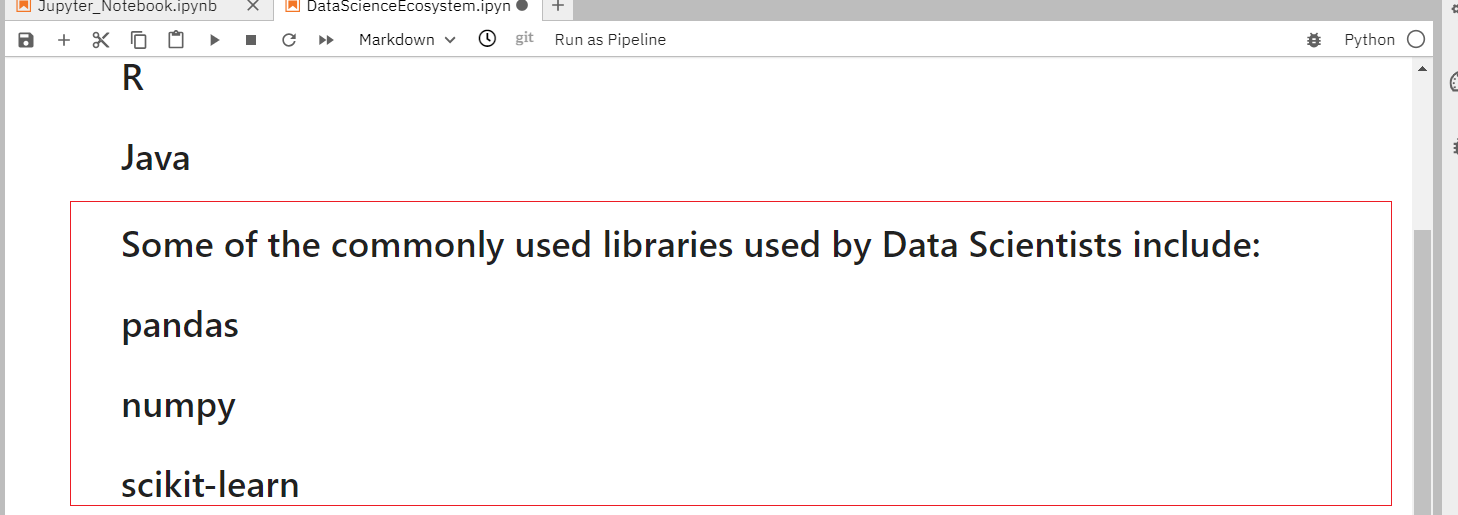 Jupyter_Notebook.ipynb DataScienceEcosystem.ipyn
Markdown git Run as Pipeline Python
R
Java
Some of the commonly used libraries used by Data Scientists include:
pandas
numpy
scikit-learn